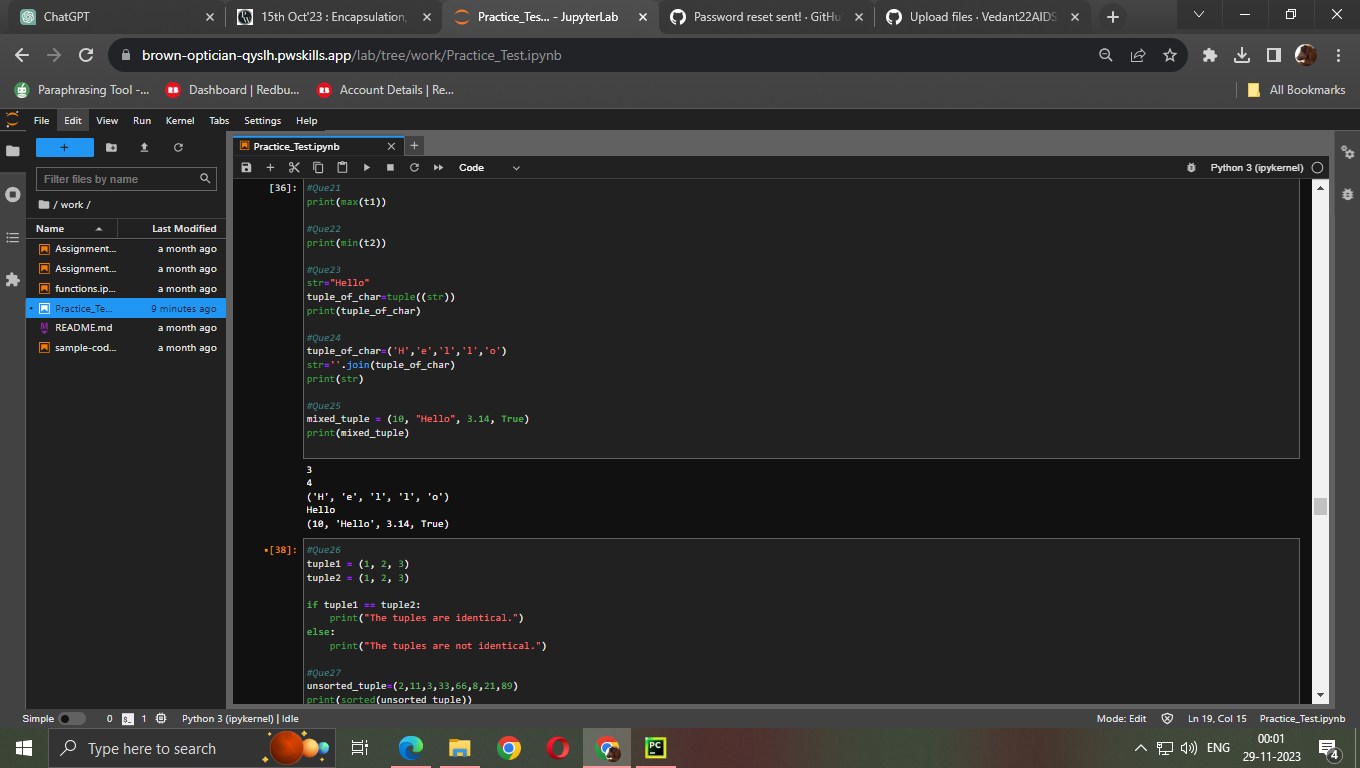 ChatGPT
15th Oct'23 : Encapsulation,
Practice_Tes... - JupyterLab
Password reset sent! · GitHu
Upload files · Vedant22AIDS
brown-optician-qyslh.pwskills.app/lab/tree/work/Practice_Test.ipynb
Paraphrasing Tool -...
RB
Dashboard | Redbu...
RB
Account Details | Re...
All Bookmarks
File Edit View Run Kernel Tabs Settings Help
Practice_Test.ipynb
Code
Python 3 (ipykernel)
Filter files by name
/ work /
Name Last Modified
Assignment... a month ago
Assignment... a month ago
functions.ip... a month ago
Practice_Te... 9 minutes ago
README.md a month ago
sample-cod... a month ago
[36]:
#Que21
print(max(t1))
#Que22
print(min(t2))
#Que23
str="Hello"
tuple_of_char=tuple((str))
print(tuple_of_char)
#Que24
tuple_of_char=('H','e','l','l','o')
str=''.join(tuple_of_char)
print(str)
#Que25
mixed_tuple = (10, "Hello", 3.14, True)
print(mixed_tuple)
3
4
('H', 'e', 'l', 'l', 'o')
Hello
(10, 'Hello', 3.14, True)
•[38]:
#Que26
tuple1 = (1, 2, 3)
tuple2 = (1, 2, 3)
if tuple1 == tuple2:
print("The tuples are identical.")
else:
print("The tuples are not identical.")
#Que27
unsorted_tuple=(2,11,3,33,66,8,21,89)
print(sorted(unsorted_tuple))
Simple 0 1 Python 3 (ipykernel) | Idle
Mode: Edit Ln 19, Col 15 Practice_Test.ipynb
Type here to search
PC
ENG
00:01
29-11-2023
4